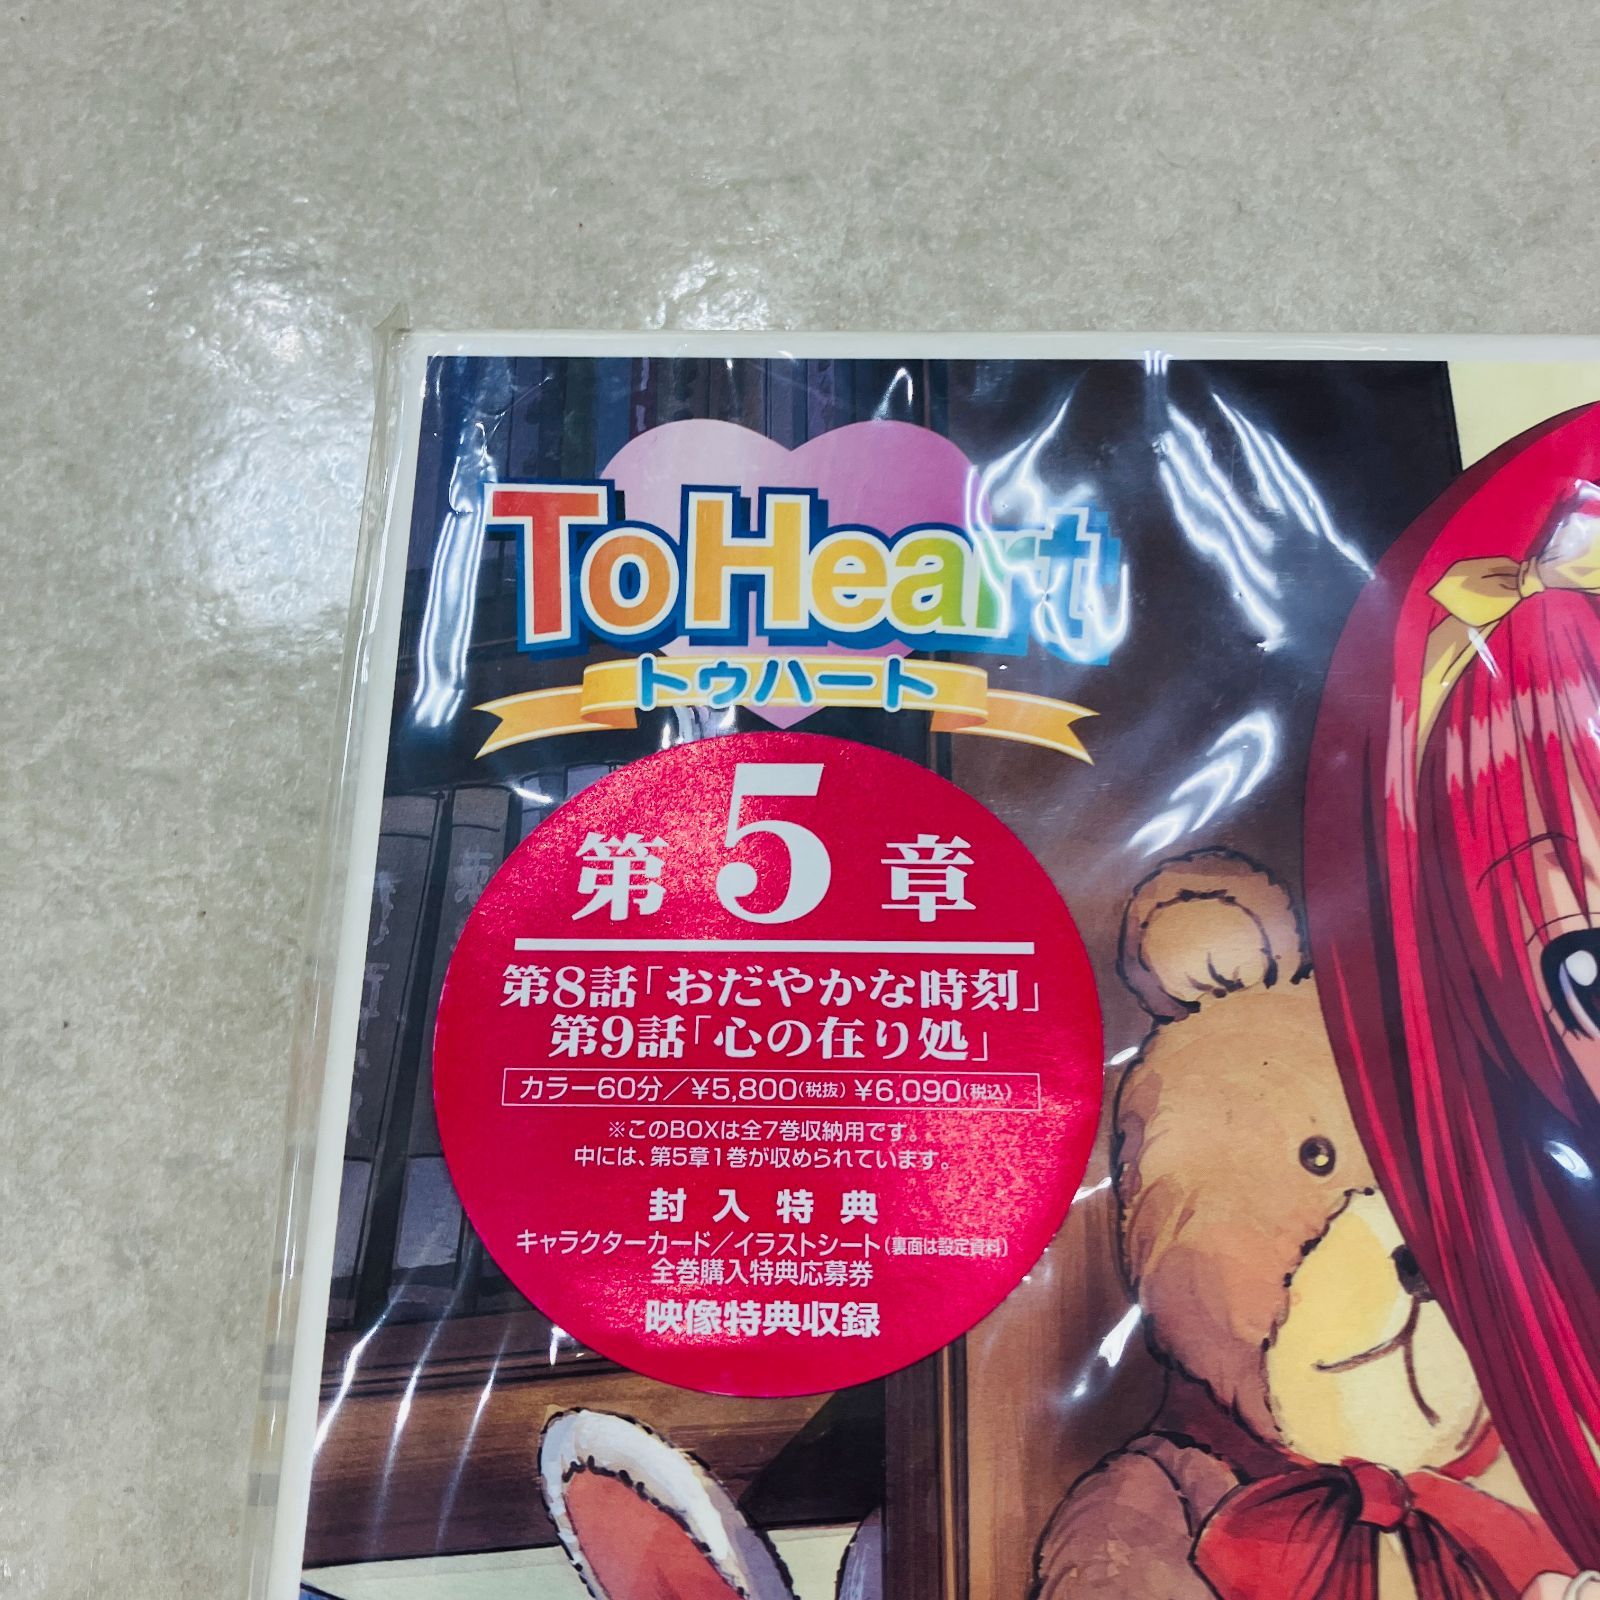 ToHeart
トゥハート
第5章
第8話「おだやかな時刻」
第9話「心の在り処」
カラー60分／¥5,800(税抜) ¥6,090(税込)
※このBOXは全7巻収納用です。
中には、第5章1巻が収められています。
封入特典
キャラクターカード／イラストシート(裏面は設定資料)
全巻購入特典応募券
映像特典収録